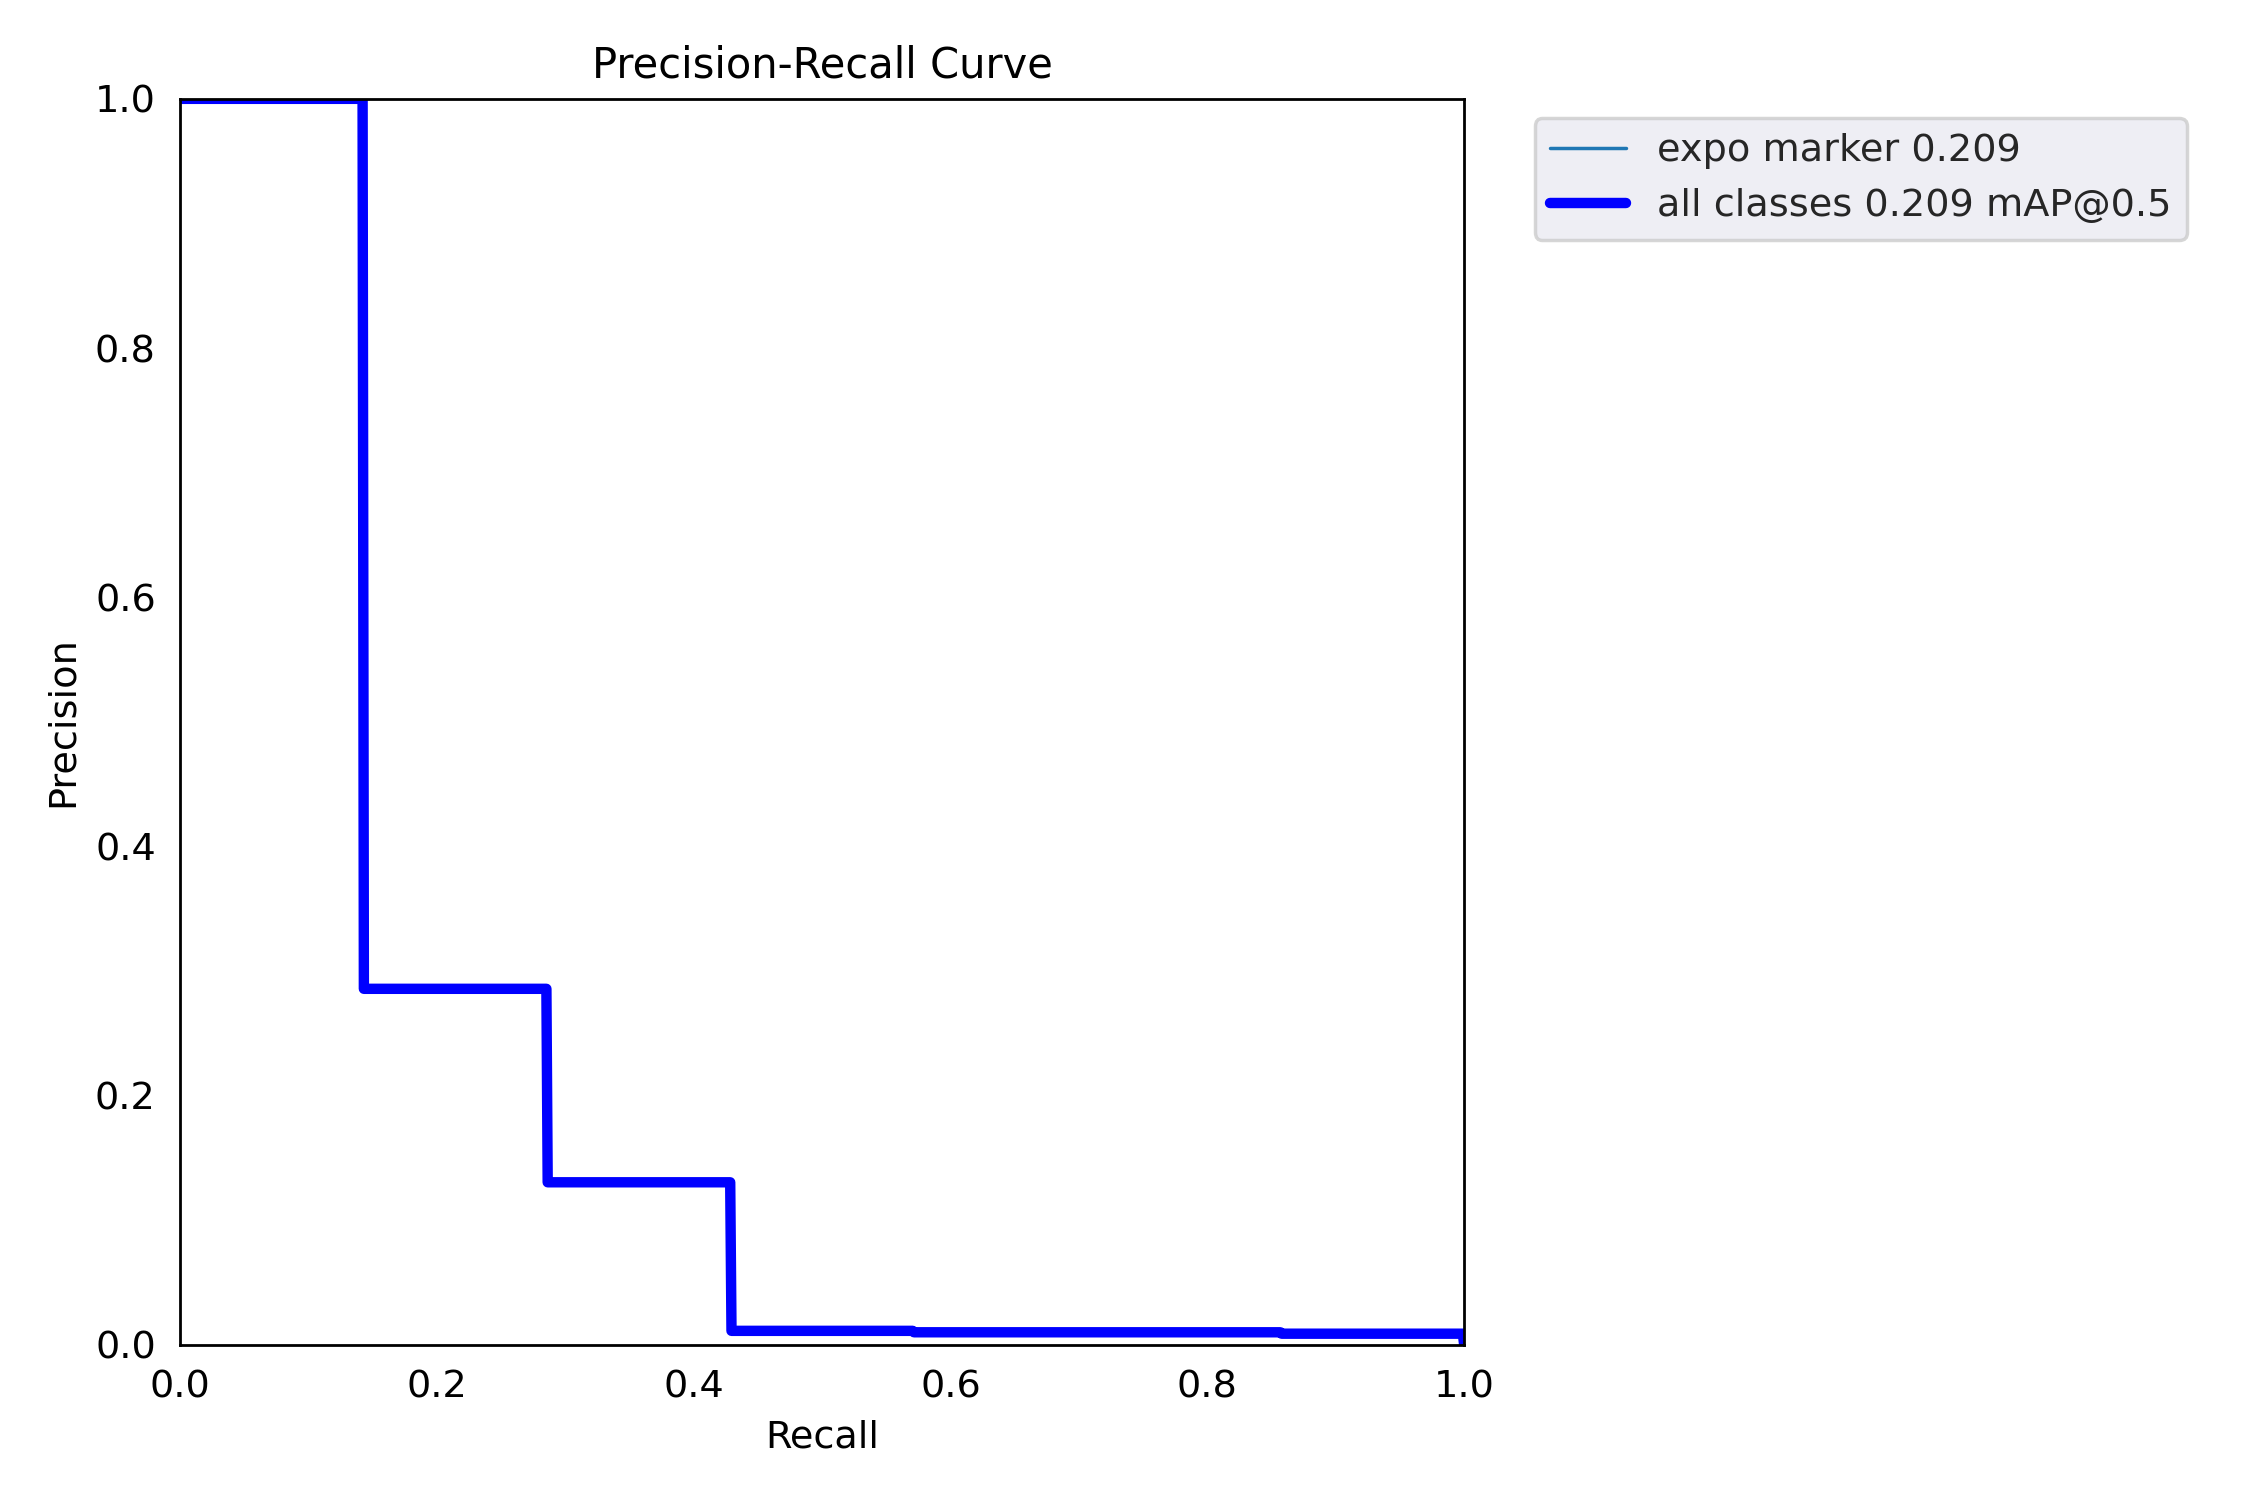 Precision-Recall Curve
1.0
0.8
0.6
0.4
0.2
0.0
Precision
0.0 0.2 0.4 0.6 0.8 1.0
Recall
expo marker 0.209
all classes 0.209 mAP@0.5